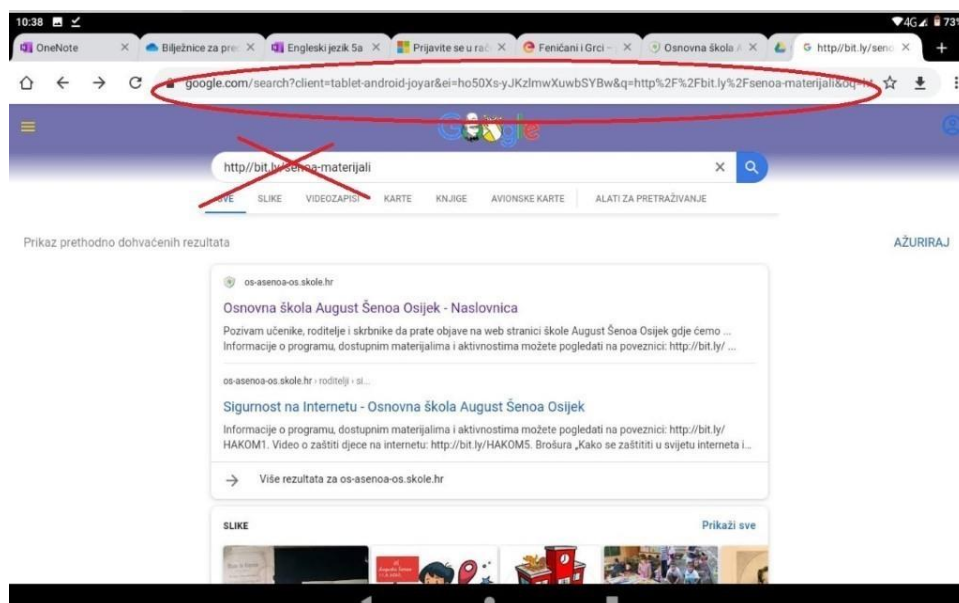 10:38
4G 73%
OneNote
Bilježnice za pre
Engleski jezik 5a
Prijavite se u rač
Feničani i Grci -
Osnovna škola A
http//bit.ly/seno
google.com/search?client=tablet-android-joyar&ei=ho50Xs-yJKzlmwXuwbSYBw&q=http%2F%2Fbit.ly%2Fsenoa-materijali&oq=h
Google
http//bit.ly/senoa-materijali
SVE SLIKE VIDEOZAPISI KARTE KNJIGE AVIONSKE KARTE ALATI ZA PRETRAŽIVANJE
Prikaz prethodno dohvaćenih rezultata AŽURIRAJ
os-asenoa-os.skole.hr
Osnovna škola August Šenoa Osijek - Naslovnica
Pozivam učenike, roditelje i skrbnike da prate objave na web stranici škole August Šenoa Osijek gdje ćemo ...
Informacije o programu, dostupnim materijalima i aktivnostima možete pogledati na poveznici: http://bit.ly/ ...
os-asenoa-os.skole.hr › roditelji › si...
Sigurnost na Internetu - Osnovna škola August Šenoa Osijek
Informacije o programu, dostupnim materijalima i aktivnostima možete pogledati na poveznici: http://bit.ly/
HAKOM1. Video o zaštiti djece na internetu: http://bit.ly/HAKOM5. Brošura „Kako se zaštititi u svijetu interneta i...
Više rezultata za os-asenoa-os.skole.hr
SLIKE Prikaži sve